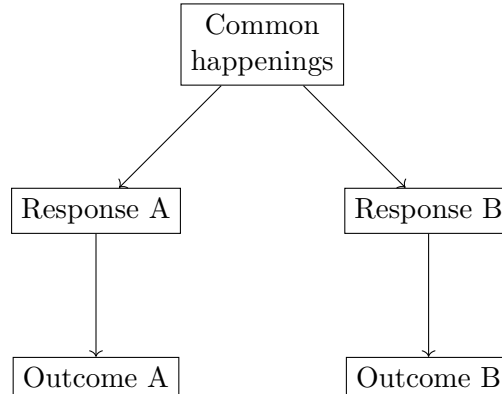 Common
happenings
Response A
Response B
Outcome A
Outcome B